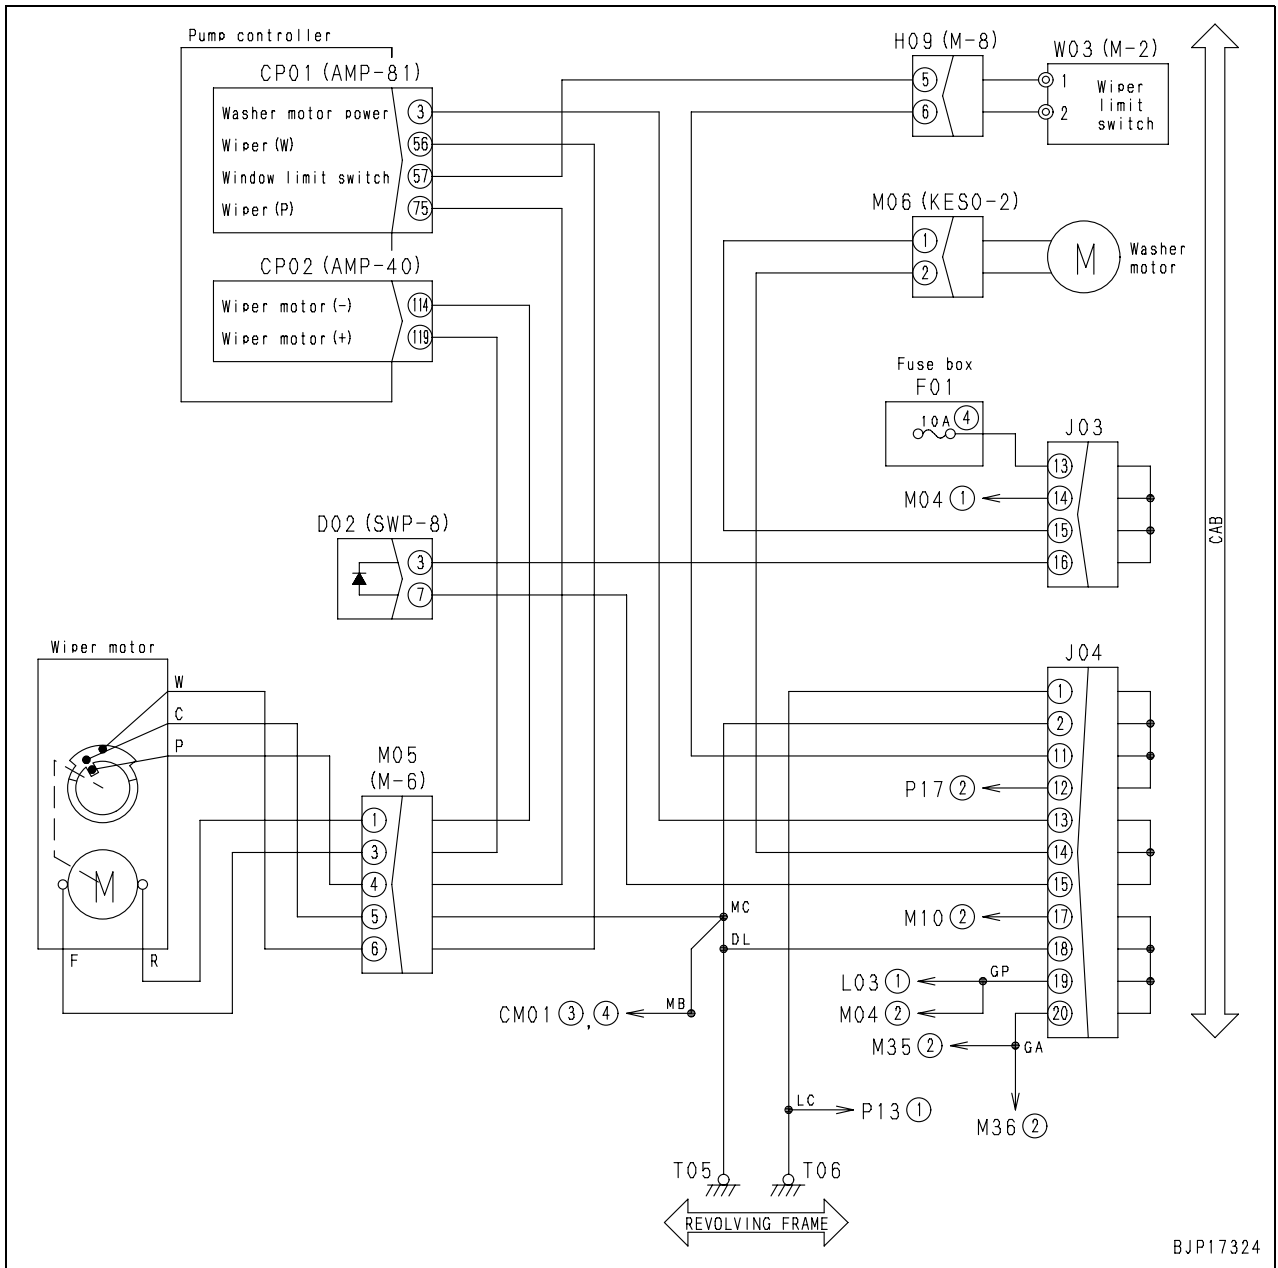 Pump controller
CP01 (AMP-81)
Washer motor power 3
Wiper (W) 56
Window limit switch 57
Wiper (P) 75
CP02 (AMP-40)
Wiper motor (-) 114
Wiper motor (+) 119
H09 (M-8)
5
6
W03 (M-2)
1
2
Wiper
limit
switch
M06 (KES0-2)
1
2
M
Washer
motor
Fuse box
F01
10A 4
J03
13
M04 1 14
15
16
CAB
D02 (SWP-8)
3
7
Wiper motor
W
C
P
M
F
R
M05
(M-6)
1
3
4
5
6
J04
1
2
11
P17 2 12
13
14
15
M10 2 17
18
L03 1 GP 19
M04 2 20
MC
DL
MB
CM01 3, 4
M35 2 GA
M36 2
LC P13 1
T05
T06
REVOLVING FRAME
BJP17324